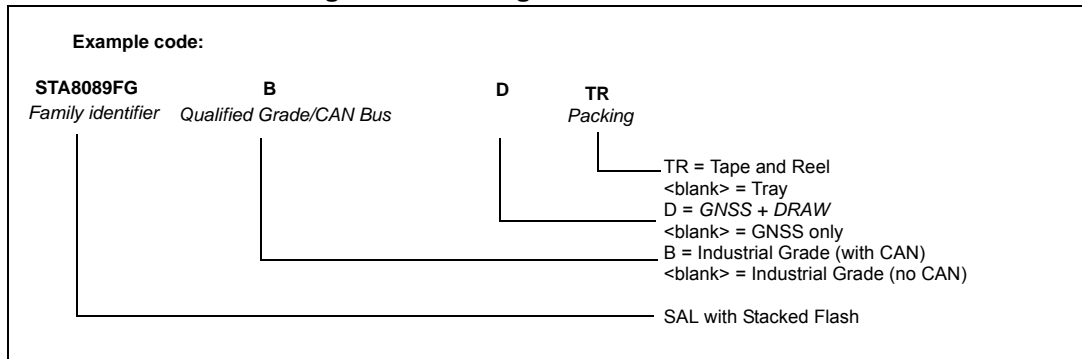 Example code:
STA8089FG B D TR
Family identifier Qualified Grade/CAN Bus Packing
TR = Tape and Reel
<blank> = Tray
D = GNSS + DRAW
<blank> = GNSS only
B = Industrial Grade (with CAN)
<blank> = Industrial Grade (no CAN)
SAL with Stacked Flash